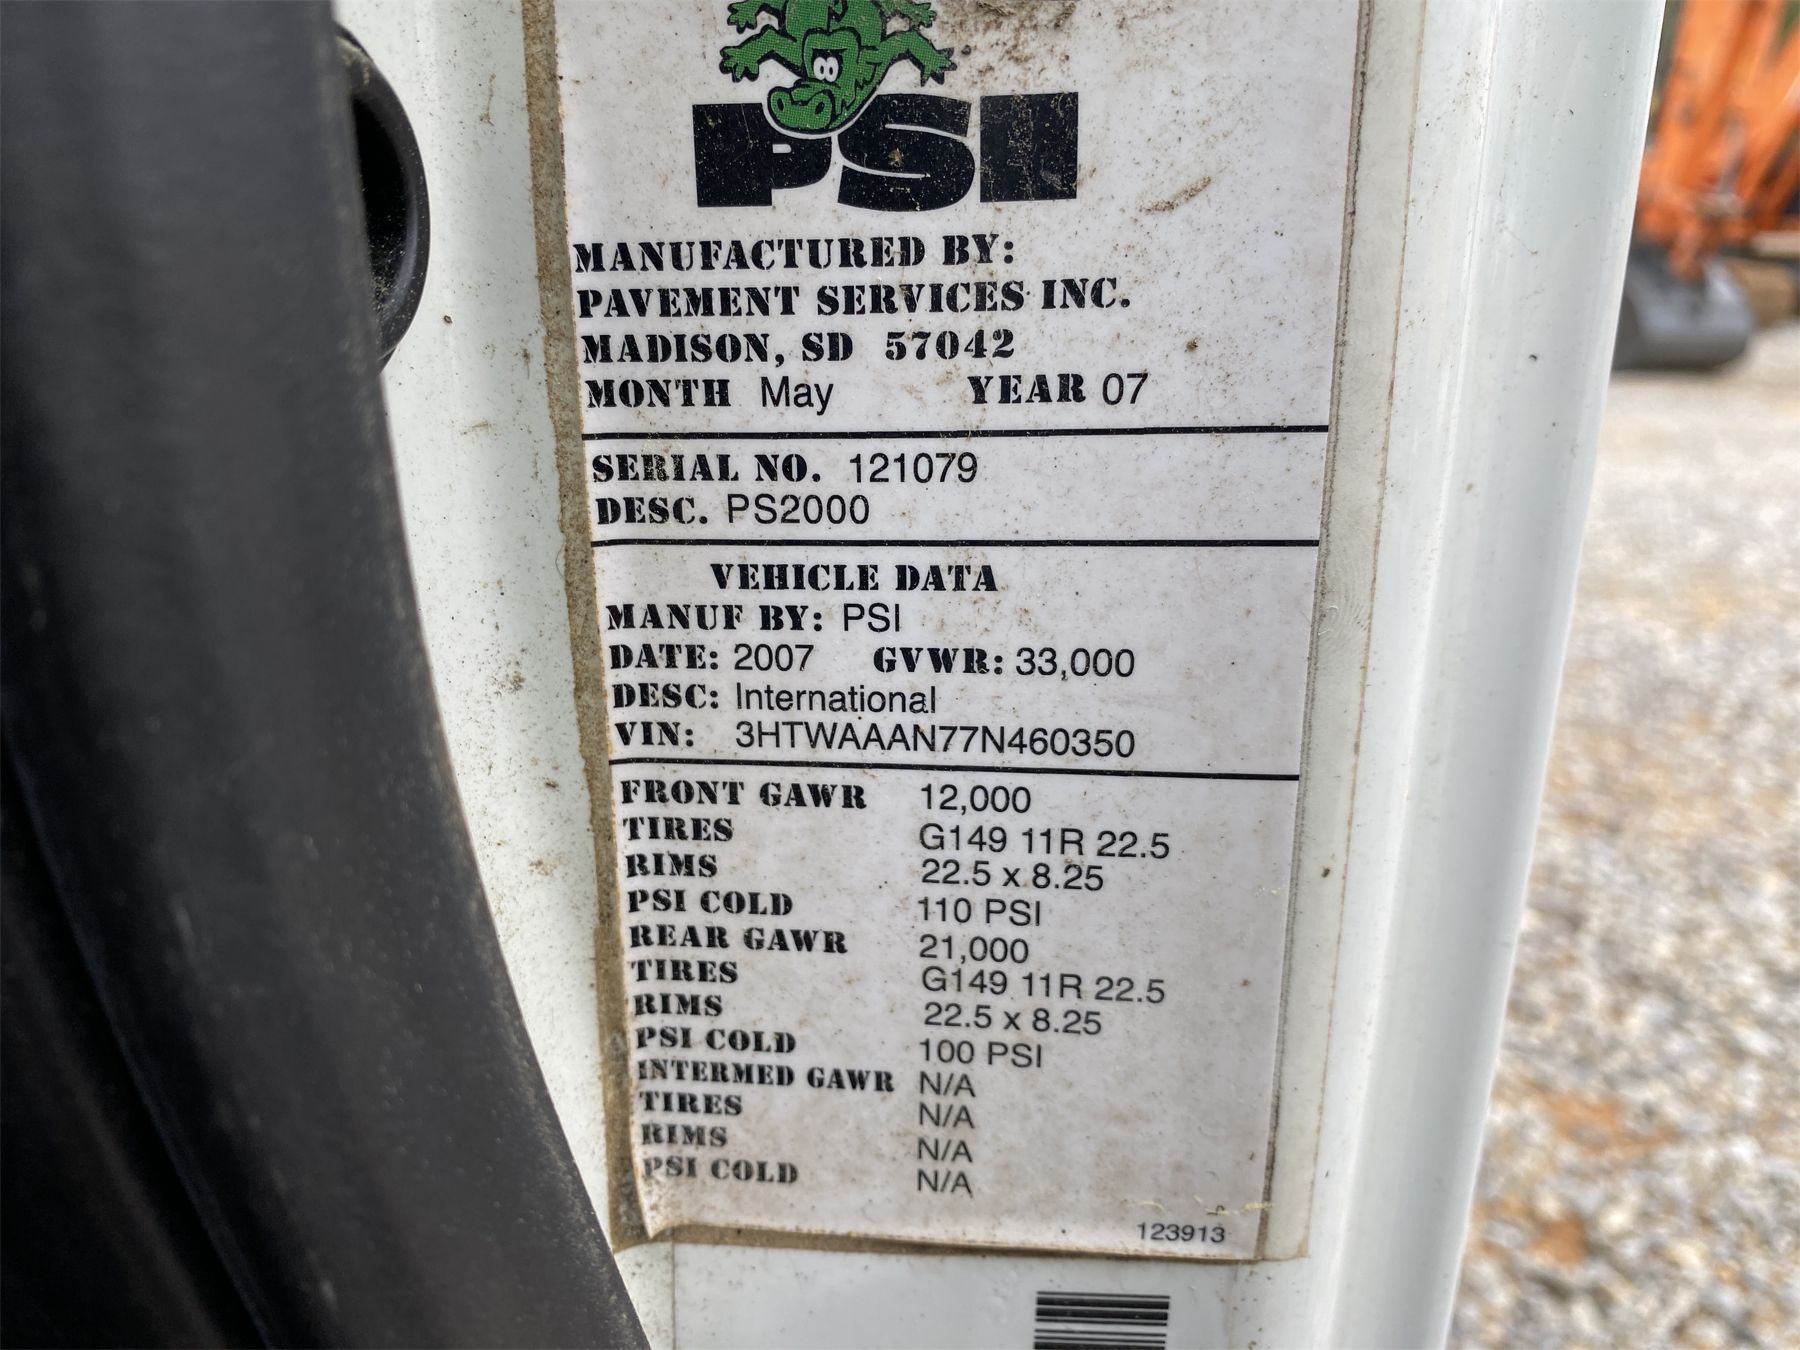 PSI
MANUFACTURED BY:
PAVEMENT SERVICES INC.
MADISON, SD 57042
MONTH May YEAR 07
SERIAL NO. 121079
DESC. PS2000
VEHICLE DATA
MANUF BY: PSI
DATE: 2007 GVWR: 33,000
DESC: International
VIN: 3HTWAAAN77N460350
FRONT GAWR 12,000
TIRES G149 11R 22.5
RIMS 22.5 x 8.25
PSI COLD 110 PSI
REAR GAWR 21,000
TIRES G149 11R 22.5
RIMS 22.5 x 8.25
PSI COLD 100 PSI
INTERMED GAWR N/A
TIRES N/A
RIMS N/A
PSI COLD N/A
123913